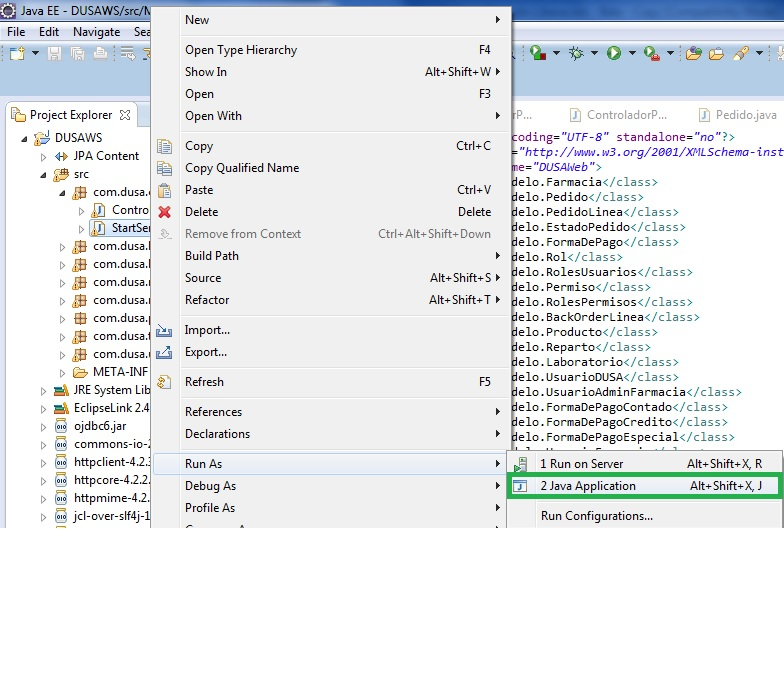 Java EE - DUSAWS/src/M
File Edit Navigate Sea
Project Explorer
DUSAWS
JPA Content
src
com.dusa.
Contro
StartSer
com.dusa.
com.dusa.
com.dusa.
com.dusa.
com.dusa.
com.dusa.
com.dusa.
META-INF
JRE System Lib
EclipseLink 2.4
ojdbc6.jar
commons-io-2
httpclient-4.2.
httpcore-4.2.2.
httpmime-4.2.
jcl-over-slf4j-1
New
Open Type Hierarchy F4
Show In Alt+Shift+W
Open F3
Open With
Copy Ctrl+C
Copy Qualified Name
Paste Ctrl+V
Delete Delete
Remove from Context Ctrl+Alt+Shift+Down
Build Path
Source Alt+Shift+S
Refactor Alt+Shift+T
Import...
Export...
Refresh F5
References
Declarations
Run As
Debug As
Profile As
1 Run on Server Alt+Shift+X, R
2 Java Application Alt+Shift+X, J
Run Configurations...
rP... ControladorP... Pedido.java
coding="UTF-8" standalone="no"?>
="http://www.w3.org/2001/XMLSchema-inst
me="DUSAWeb">
delo.Farmacia</class>
delo.Pedido</class>
delo.PedidoLinea</class>
delo.EstadoPedido</class>
delo.FormaDePago</class>
delo.Rol</class>
delo.RolesUsuarios</class>
delo.Permiso</class>
delo.RolesPermisos</class>
delo.BackOrderLinea</class>
delo.Producto</class>
delo.Reparto</class>
delo.Laboratorio</class>
delo.UsuarioDUSA</class>
delo.UsuarioAdminFarmacia</class>
delo.FormaDePagoContado</class>
delo.FormaDePagoCredito</class>
delo.FormaDePagoEspecial</class>